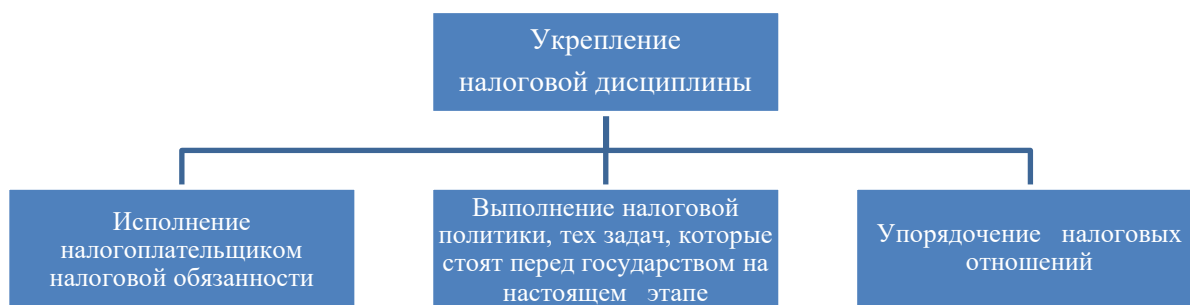 Укрепление
налоговой дисциплины
Исполнение
налогоплательщиком
налоговой обязанности
Выполнение налоговой
политики, тех задач, которые
стоят перед государством на
настоящем этапе
Упорядочение налоговых
отношений